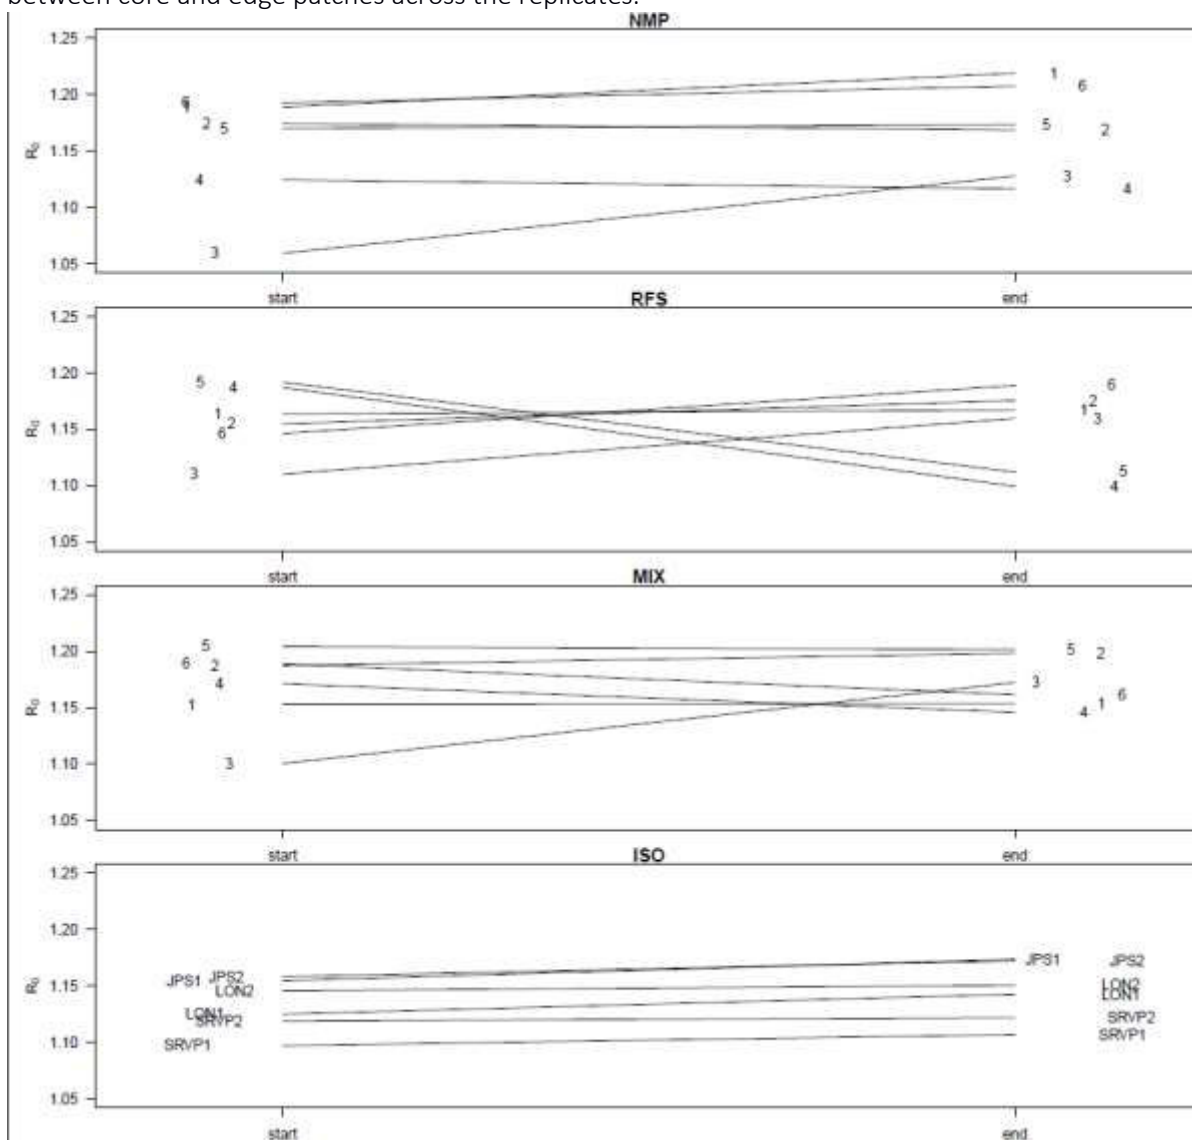 between core and edge patches across the replicates.
NMP
1.25
1.20
1.15
1.10
1.05
R₀
6
1
2
5
4
3
1
6
5
2
3
4
start
end
RFS
1.25
1.20
1.15
1.10
1.05
R₀
5 4
1
2
6
3
6
2
1
3
5
4
start
end
MIX
1.25
1.20
1.15
1.10
1.05
R₀
5
6 2
4
1
3
5 2
3
6
1
4
start
end
ISO
1.25
1.20
1.15
1.10
1.05
R₀
JPS1 JPS2
LON2
LON1
SRVP2
SRVP1
JPS1 JPS2
LON2
LON1
SRVP2
SRVP1
start
end